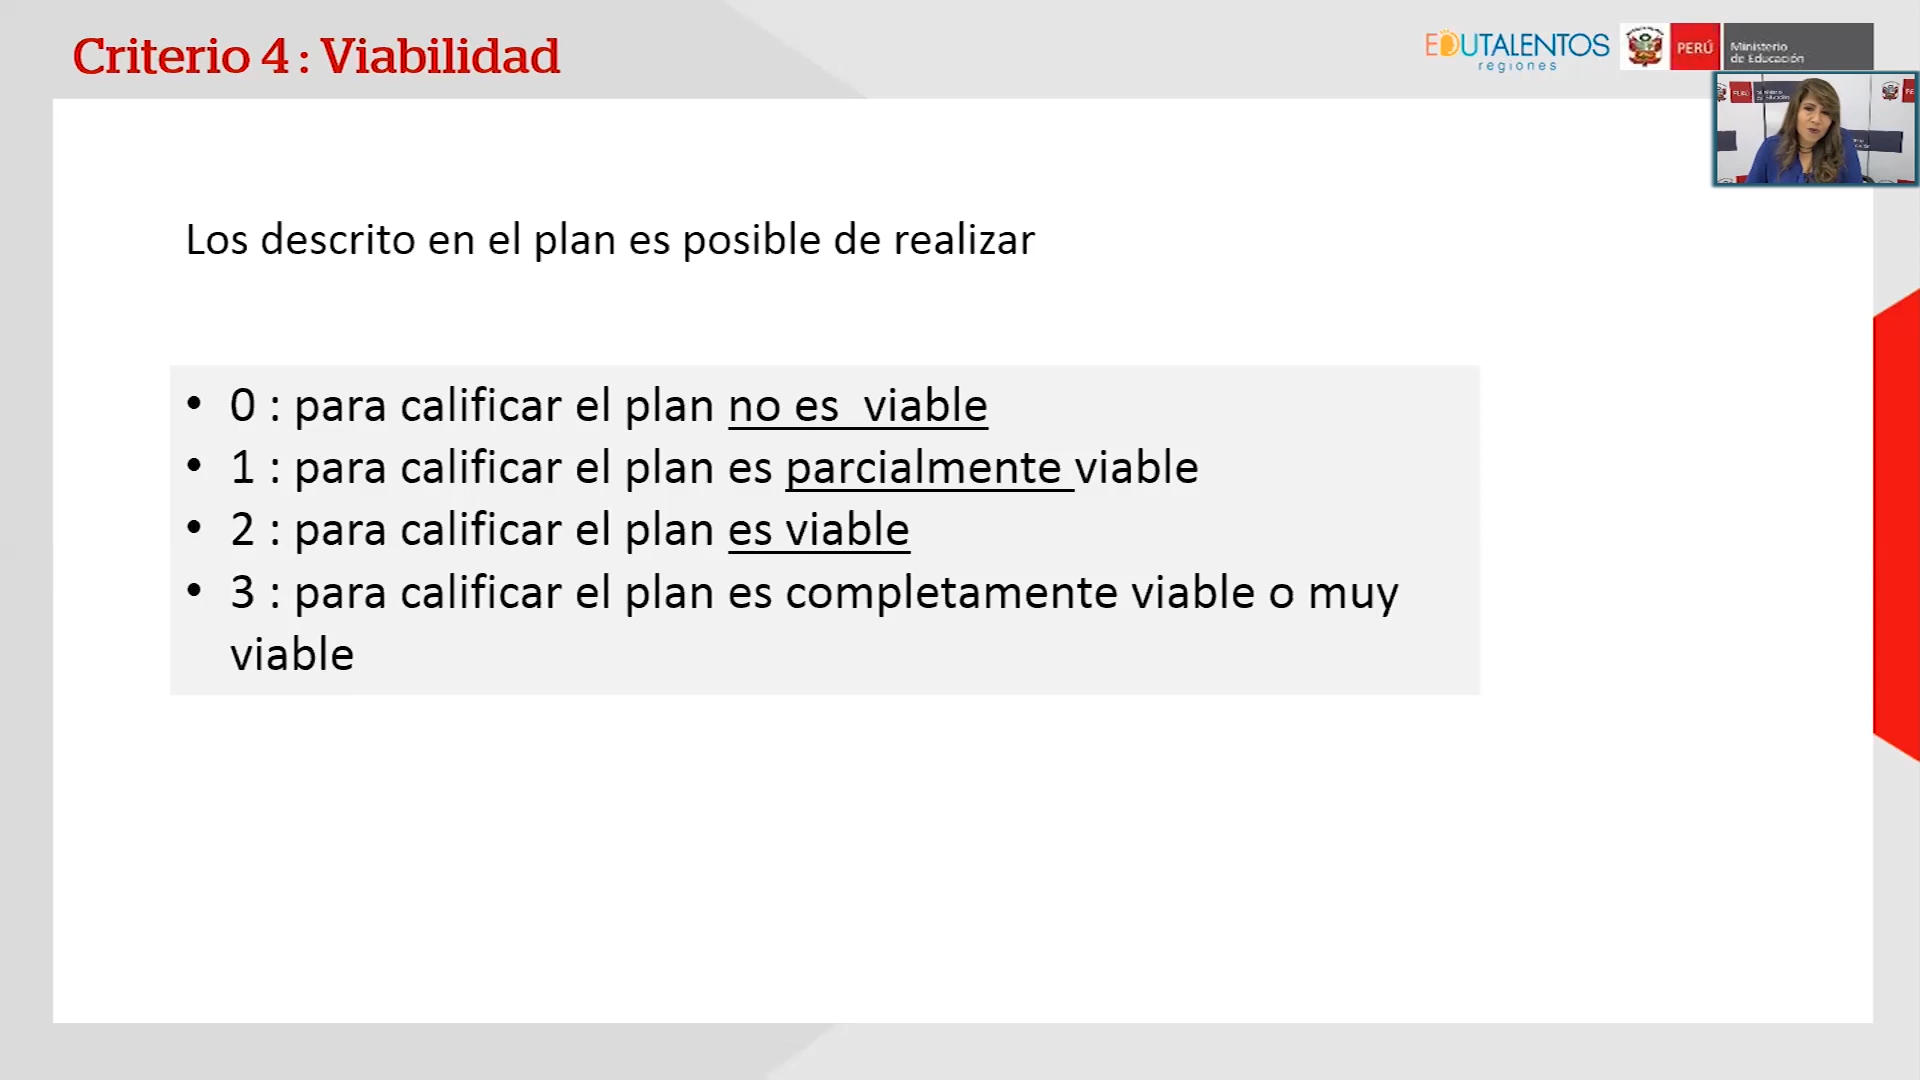 Criterio 4 : Viabilidad
EDUTALENTOS
regiones
PERÚ
Ministerio
de Educación
Los descrito en el plan es posible de realizar
• 0 : para calificar el plan no es  viable
• 1 : para calificar el plan es parcialmente viable
• 2 : para calificar el plan es viable
• 3 : para calificar el plan es completamente viable o muy
viable